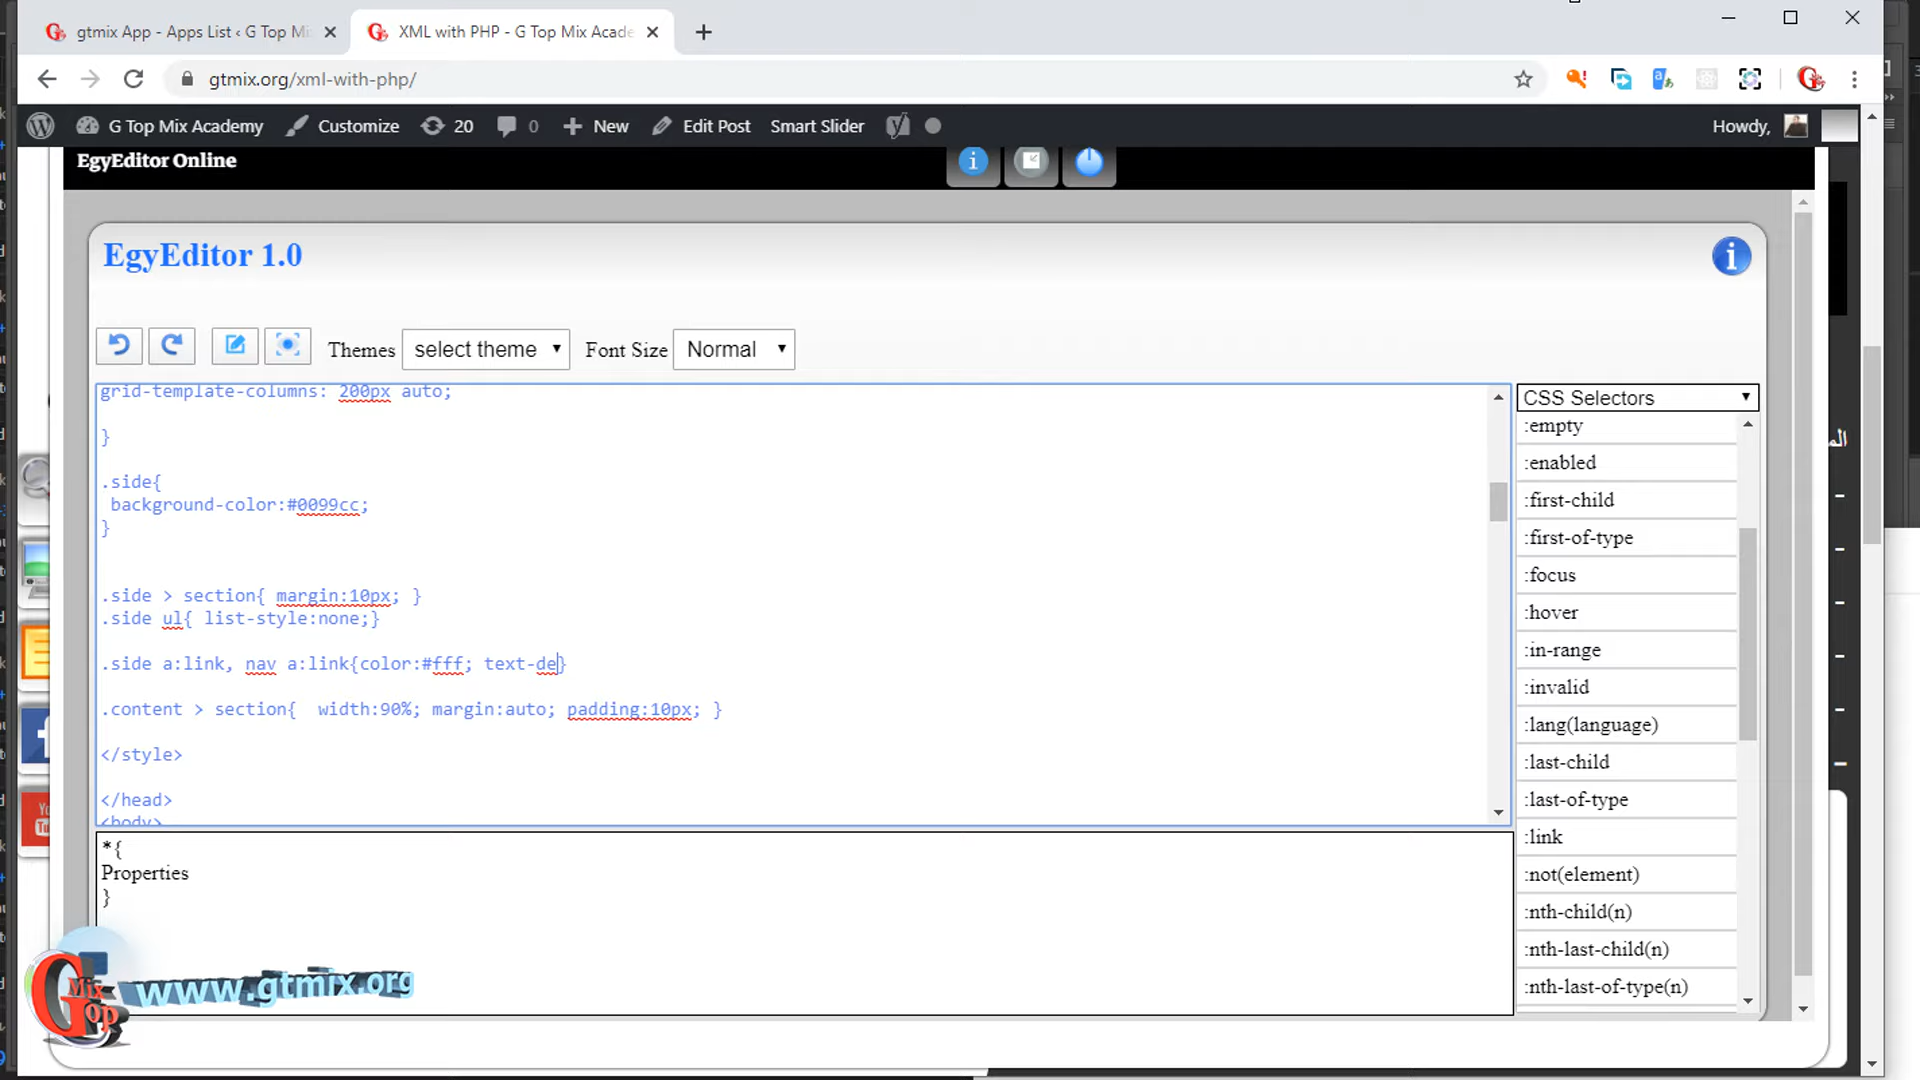 gtmix App - Apps List ‹ G Top Mi
XML with PHP - G Top Mix Acade
gtmix.org/xml-with-php/
G Top Mix Academy
Customize
20
0
New
Edit Post
Smart Slider
Howdy,
EgyEditor Online
EgyEditor 1.0
Themes
select theme
Font Size
Normal
grid-template-columns: 200px auto;
}
.side{
background-color:#0099cc;
}
.side > section{ margin:10px; }
.side ul{ list-style:none;}
.side a:link, nav a:link{color:#fff; text-de}
.content > section{  width:90%; margin:auto; padding:10px; }
</style>
</head>
<body>
CSS Selectors
:empty
:enabled
:first-child
:first-of-type
:focus
:hover
:in-range
:invalid
:lang(language)
:last-child
:last-of-type
:link
:not(element)
:nth-child(n)
:nth-last-child(n)
:nth-last-of-type(n)
*{
Properties
}
G Mix Top
www.gtmix.org